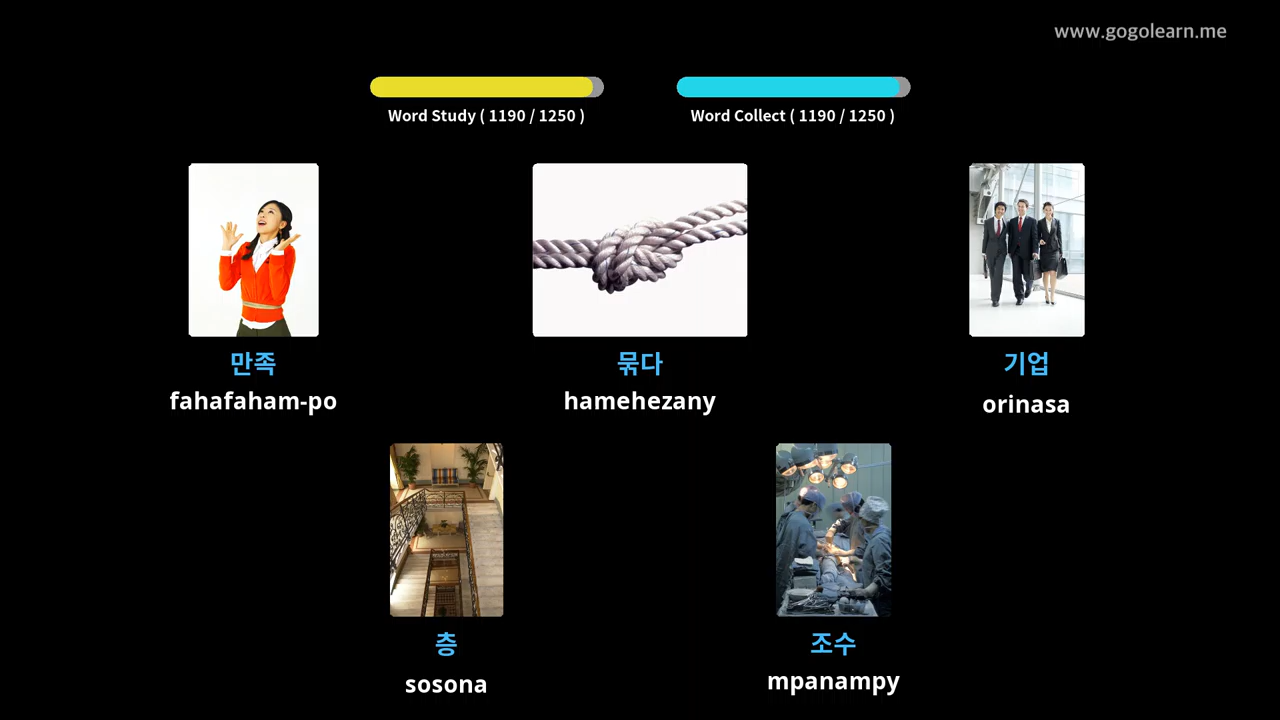 www.gogolearn.me
Word Study ( 1190 / 1250 )
Word Collect ( 1190 / 1250 )
만족
fahafaham-po
묶다
hamehezany
기업
orinasa
층
sosona
조수
mpanampy